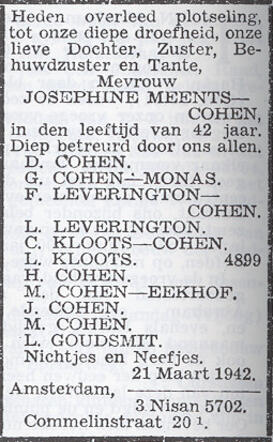 Heden overleed plotseling,
tot onze diepe droefheid, onze
lieve Dochter, Zuster, Be-
huwdzuster en Tante,
Mevrouw
JOSEPHINE MEENTS—
COHEN,
in den leeftijd van 42 jaar.
Diep betreurd door ons allen.
D. COHEN.
G. COHEN—MONAS.
F. LEVERINGTON—
COHEN.
L. LEVERINGTON.
C. KLOOTS—COHEN.
L. KLOOTS. 4899
H. COHEN.
M. COHEN—EEKHOF.
J. COHEN.
M. COHEN.
L. GOUDSMIT.
Nichtjes en Neefjes.
21 Maart 1942.
Amsterdam,
3 Nisan 5702.
Commelinstraat 20 1.